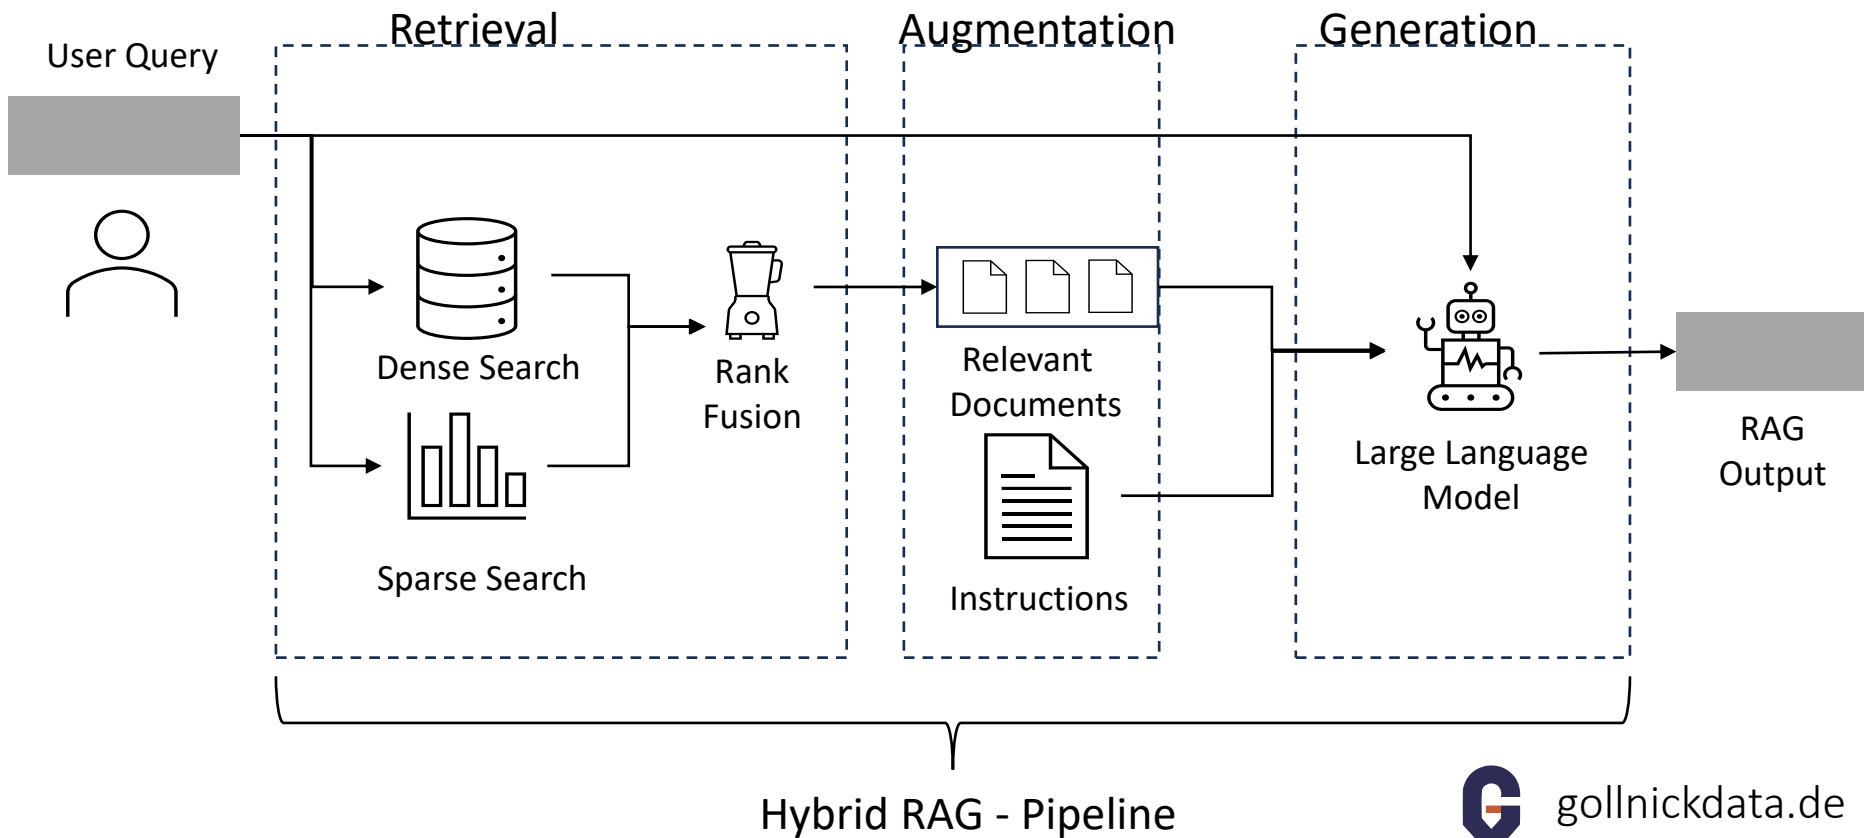 Retrieval
Augmentation
Generation
User Query
Dense Search
Rank
Fusion
Sparse Search
Relevant
Documents
Instructions
Large Language
Model
RAG
Output
Hybrid RAG - Pipeline
gollnickdata.de